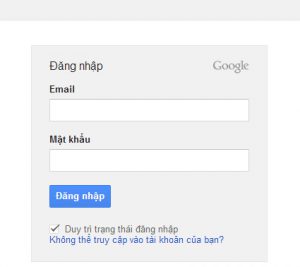 Đăng nhập Google
Email
Mật khẩu
Đăng nhập
Duy trì trạng thái đăng nhập
Không thể truy cập vào tài khoản của bạn?